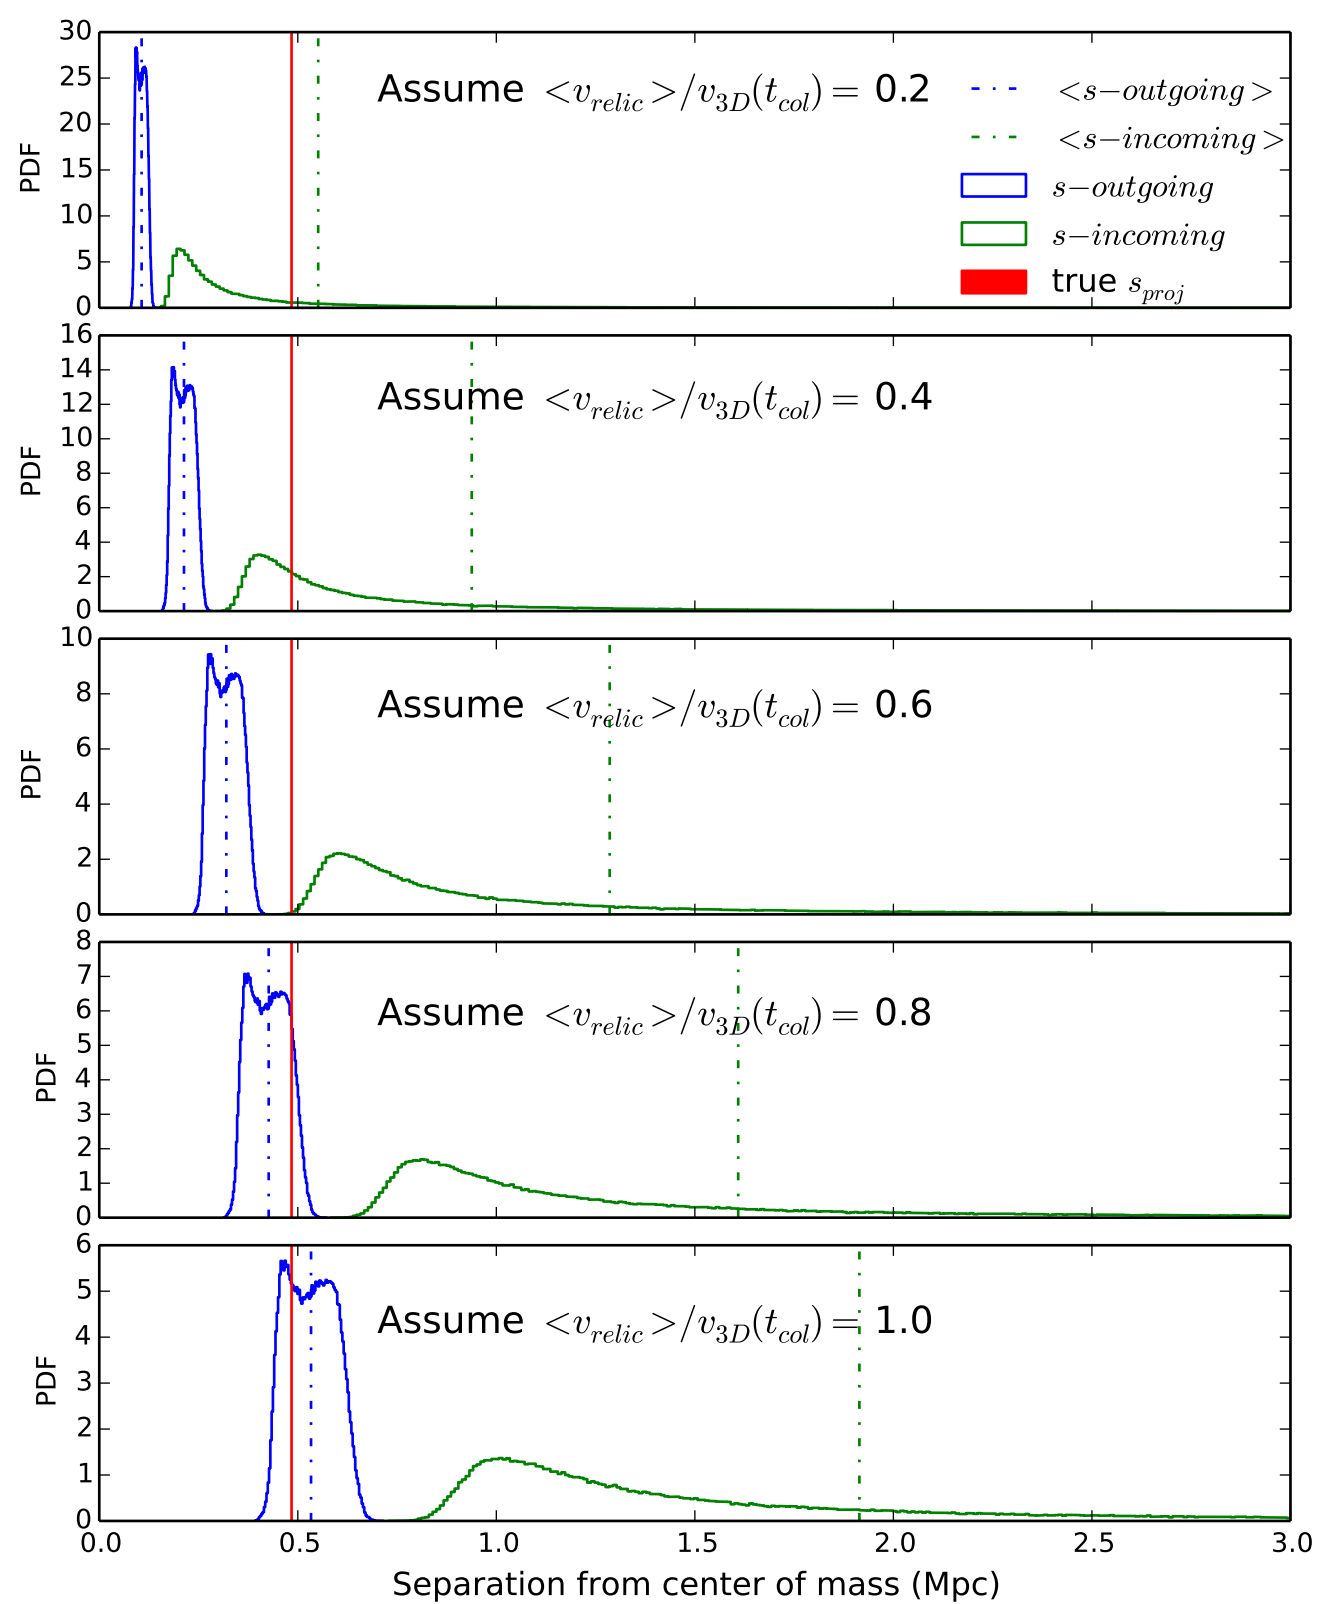 30
25
20
15
10
5
0
PDF
Assume <v_relic>/v_3D(t_col) = 0.2
<s−outgoing>
<s−incoming>
s−outgoing
s−incoming
true s_proj
16
14
12
10
8
6
4
2
0
PDF
Assume <v_relic>/v_3D(t_col) = 0.4
10
8
6
4
2
0
PDF
Assume <v_relic>/v_3D(t_col) = 0.6
8
7
6
5
4
3
2
1
0
PDF
Assume <v_relic>/v_3D(t_col) = 0.8
6
5
4
3
2
1
0
PDF
Assume <v_relic>/v_3D(t_col) = 1.0
0.0 0.5 1.0 1.5 2.0 2.5 3.0
Separation from center of mass (Mpc)